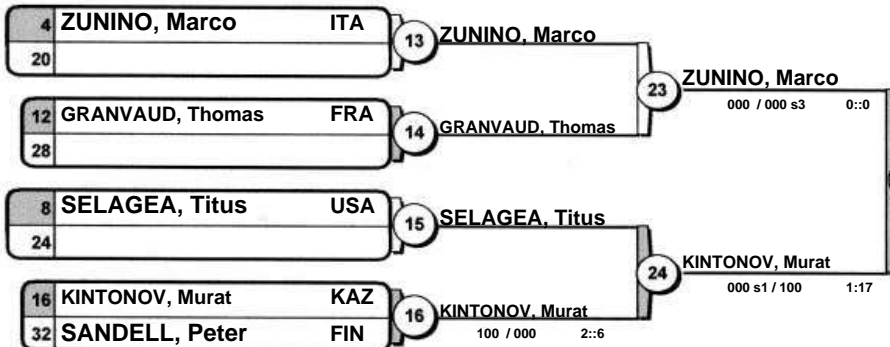 4 ZUNINO, Marco ITA
20
13 ZUNINO, Marco
12 GRANVAUD, Thomas FRA
28
14 GRANVAUD, Thomas
23 ZUNINO, Marco
000 / 000 s3 0::0
8 SELAGEA, Titus USA
24
15 SELAGEA, Titus
16 KINTONOV, Murat KAZ
32 SANDELL, Peter FIN
16 KINTONOV, Murat
100 / 000 2::6
24 KINTONOV, Murat
000 s1 / 100 1:17